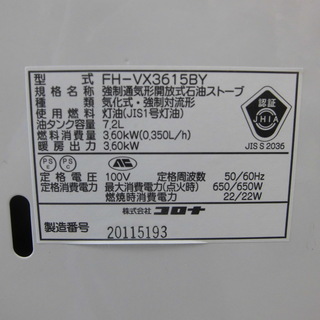 型 式 FH-VX3615BY
規格名称 強制通気形開放式石油ストーブ
種類 気化式・強制対流形
使用燃料 灯油(JIS1号灯油)
油タンク容量 7,2L
燃料消費量 3,60kW(0,350L/h)
暖房出力 3,60kW
認証
JHIA
JIS S 2036
PS E PS C
定格電圧 100V 定格周波数 50/60Hz
定格消費電力 最大消費電力(点火時) 650/650W
燃焼時消費電力 22/22W
株式会社 コロナ
製造番号 20115193